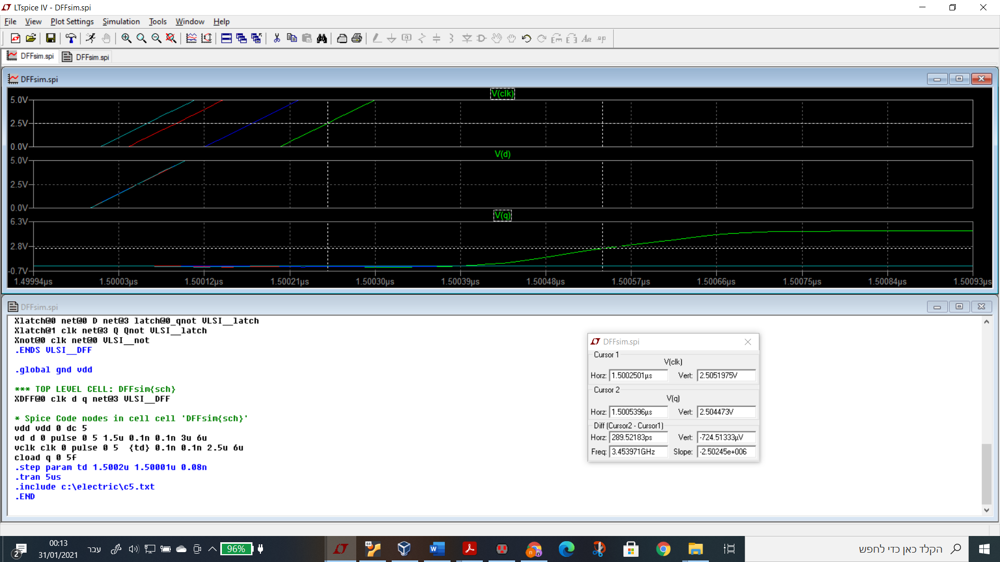 LTspice IV - DFFsim.spi
File View Plot Settings Simulation Tools Window Help
DFFsim.spi DFFsim.spi
DFFsim.spi
V(clk)
5.0V
2.5V
0.0V
V(d)
5.0V
2.5V
0.0V
V(q)
6.3V
2.8V
-0.7V
1.49994µs 1.50003µs 1.50012µs 1.50021µs 1.50030µs 1.50039µs 1.50048µs 1.50057µs 1.50066µs 1.50075µs 1.50084µs 1.50093µs
DFFsim.spi
Xlatch@0 net@0 D net@3 latch@0_qnot VLSI__latch
Xlatch@1 clk net@3 Q Qnot VLSI__latch
Xnot@0 clk net@0 VLSI__not
.ENDS VLSI__DFF
.global gnd vdd
*** TOP LEVEL CELL: DFFsim{sch}
XDFF@0 clk d q net@3 VLSI__DFF
* Spice Code nodes in cell cell 'DFFsim{sch}'
vdd vdd 0 dc 5
vd d 0 pulse 0 5 1.5u 0.1n 0.1n 3u 6u
vclk clk 0 pulse 0 5 {td} 0.1n 0.1n 2.5u 6u
cload q 0 5f
.step param td 1.5002u 1.50001u 0.08n
.tran 5us
.include c:\electric\c5.txt
.END
DFFsim.spi
Cursor 1
V(clk)
Horz: 1.5002501µs Vert: 2.5051975V
Cursor 2
V(q)
Horz: 1.5005396µs Vert: 2.504473V
Diff (Cursor2 - Cursor1)
Horz: 289.52183ps Vert: -724.51333µV
Freq: 3.453971GHz Slope: -2.50245e+006
2
00:13
31/01/2021
עבר
96%
64
הקלד כאן כדי לחפש